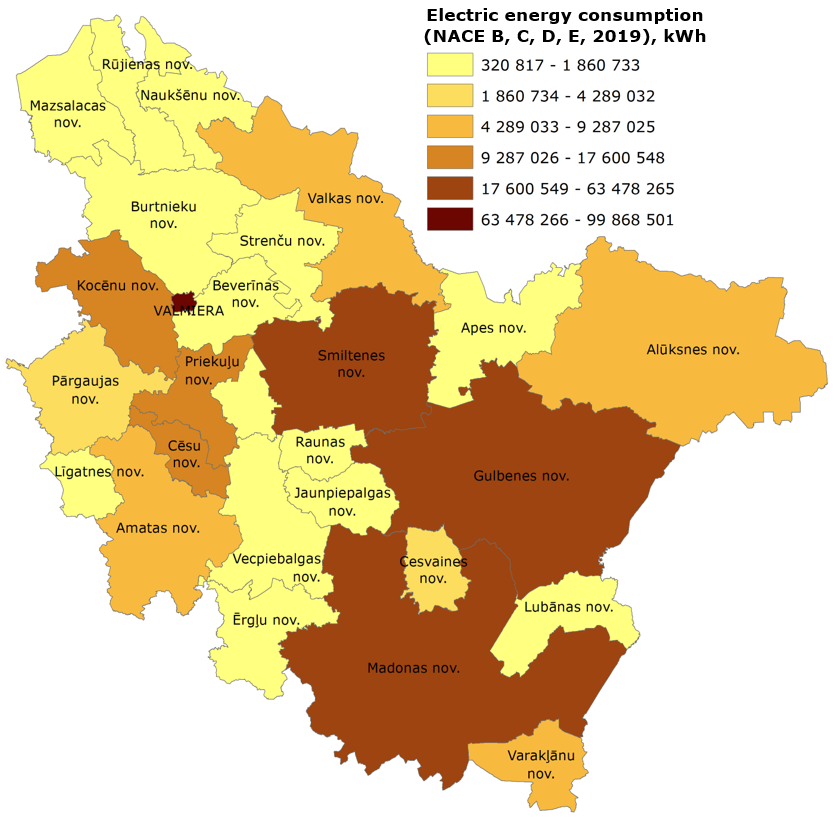 Electric energy consumption
(NACE B, C, D, E, 2019), kWh
320 817 - 1 860 733
1 860 734 - 4 289 032
4 289 033 - 9 287 025
9 287 026 - 17 600 548
17 600 549 - 63 478 265
63 478 266 - 99 868 501
Rūjienas nov.
Naukšēnu nov.
Mazsalacas
nov.
Valkas nov.
Burtnieku
nov.
Strenču nov.
Kocēnu nov.
Beverīnas
nov.
VALMIERA
Apes nov.
Alūksnes nov.
Smiltenes
nov.
Priekuļu
nov.
Pārgaujas
nov.
Cēsu
nov.
Raunas
nov.
Līgatnes nov.
Gulbenes nov.
Jaunpiepalgas
nov.
Amatas nov.
Vecpiebalgas
nov.
Cesvaines
nov.
Lubānas nov.
Ērgļu nov.
Madonas nov.
Varakļānu
nov.